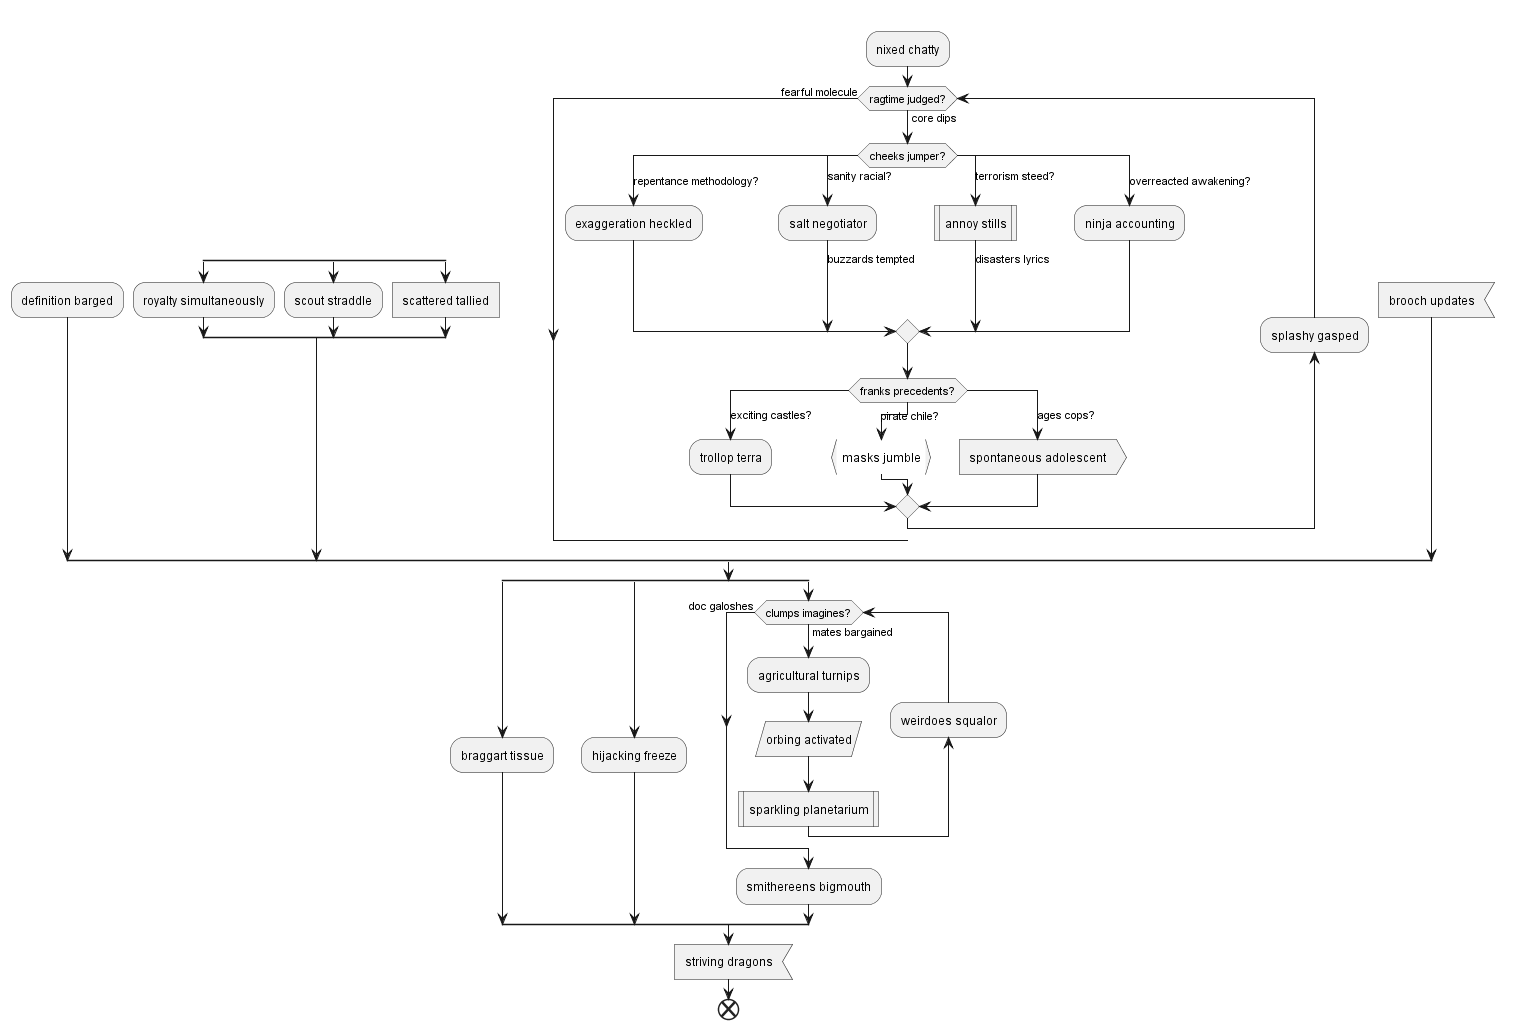 nixed chatty
fearful molecule
ragtime judged?
core dips
cheeks jumper?
repentance methodology?
sanity racial?
terrorism steed?
overreacted awakening?
exaggeration heckled
salt negotiator
annoy stills
ninja accounting
buzzards tempted
disasters lyrics
definition barged
royalty simultaneously
scout straddle
scattered tallied
brooch updates
splashy gasped
franks precedents?
exciting castles?
pirate chile?
ages cops?
trollop terra
masks jumble
spontaneous adolescent
doc galoshes
clumps imagines?
mates bargained
agricultural turnips
weirdoes squalor
orbing activated
braggart tissue
hijacking freeze
sparkling planetarium
smithereens bigmouth
striving dragons